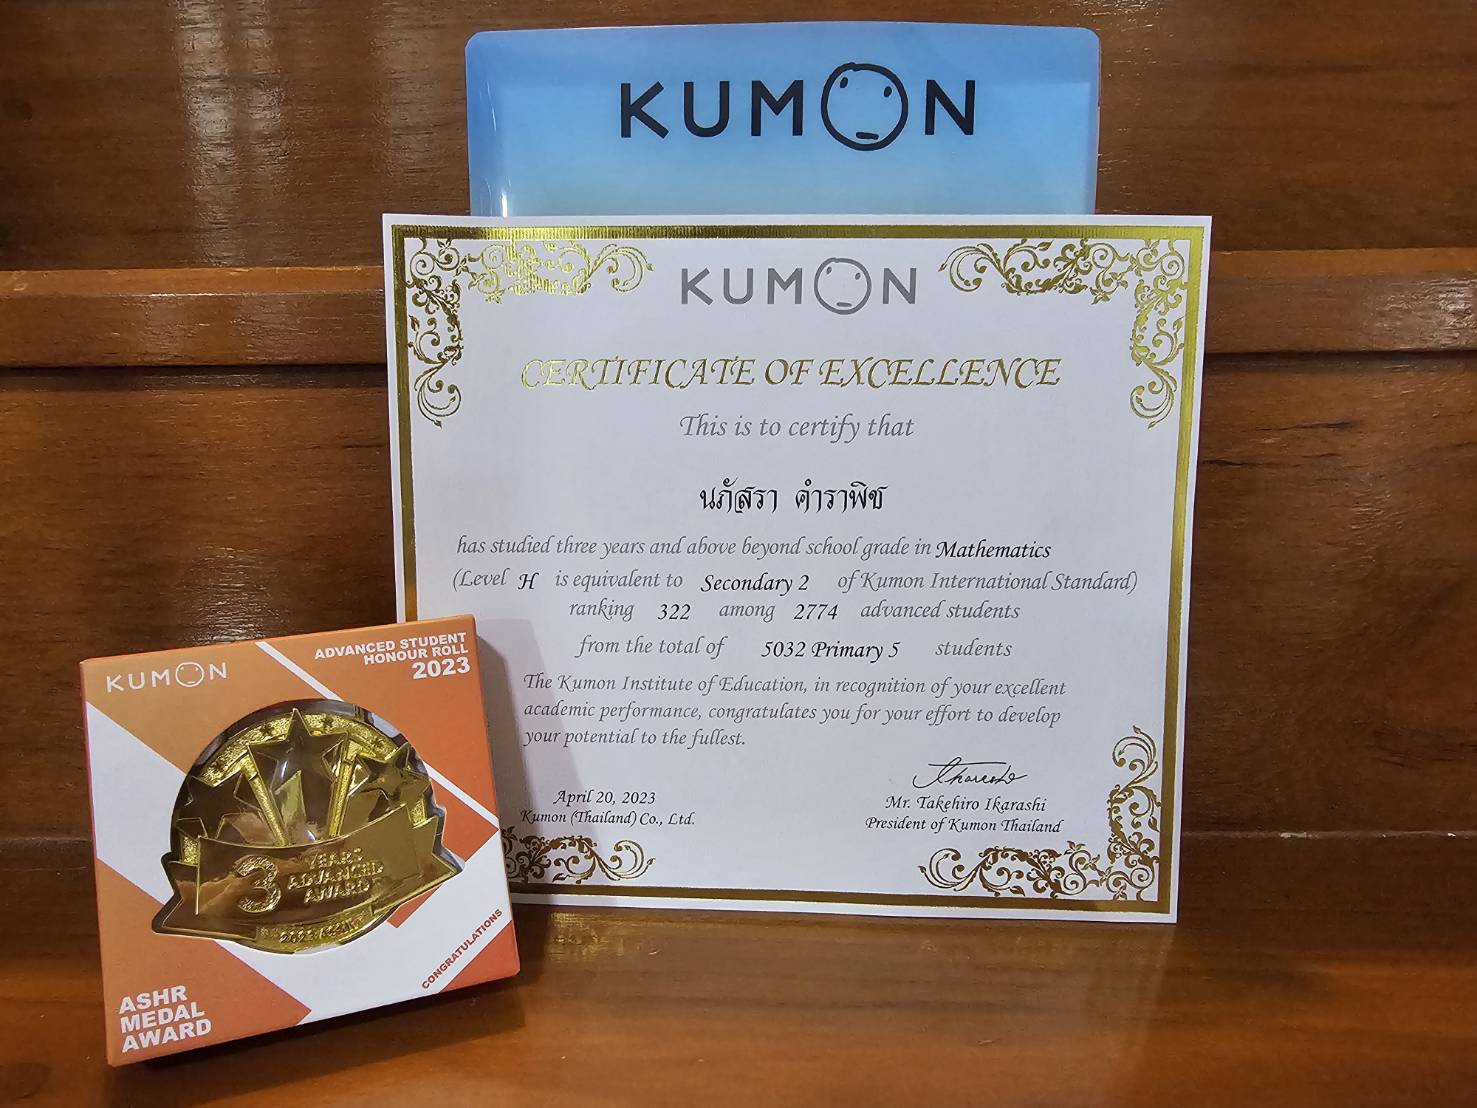 KUMON
KUMON
CERTIFICATE OF EXCELLENCE
This is to certify that
นภัสรา คำราพิช
has studied three years and above beyond school grade in Mathematics
(Level H is equivalent to Secondary 2 of Kumon International Standard)
ranking 322 among 2774 advanced students
from the total of 5032 Primary 5 students
The Kumon Institute of Education, in recognition of your excellent
academic performance, congratulates you for your effort to develop
your potential to the fullest.
April 20, 2023
Kumon (Thailand) Co., Ltd.
Mr. Takehiro Ikarashi
President of Kumon Thailand
KUMON
ADVANCED STUDENT
HONOUR ROLL
2023
3 YEARS
ADVANCED
AWARD
2023 ASHR
CONGRATULATIONS
ASHR
MEDAL
AWARD